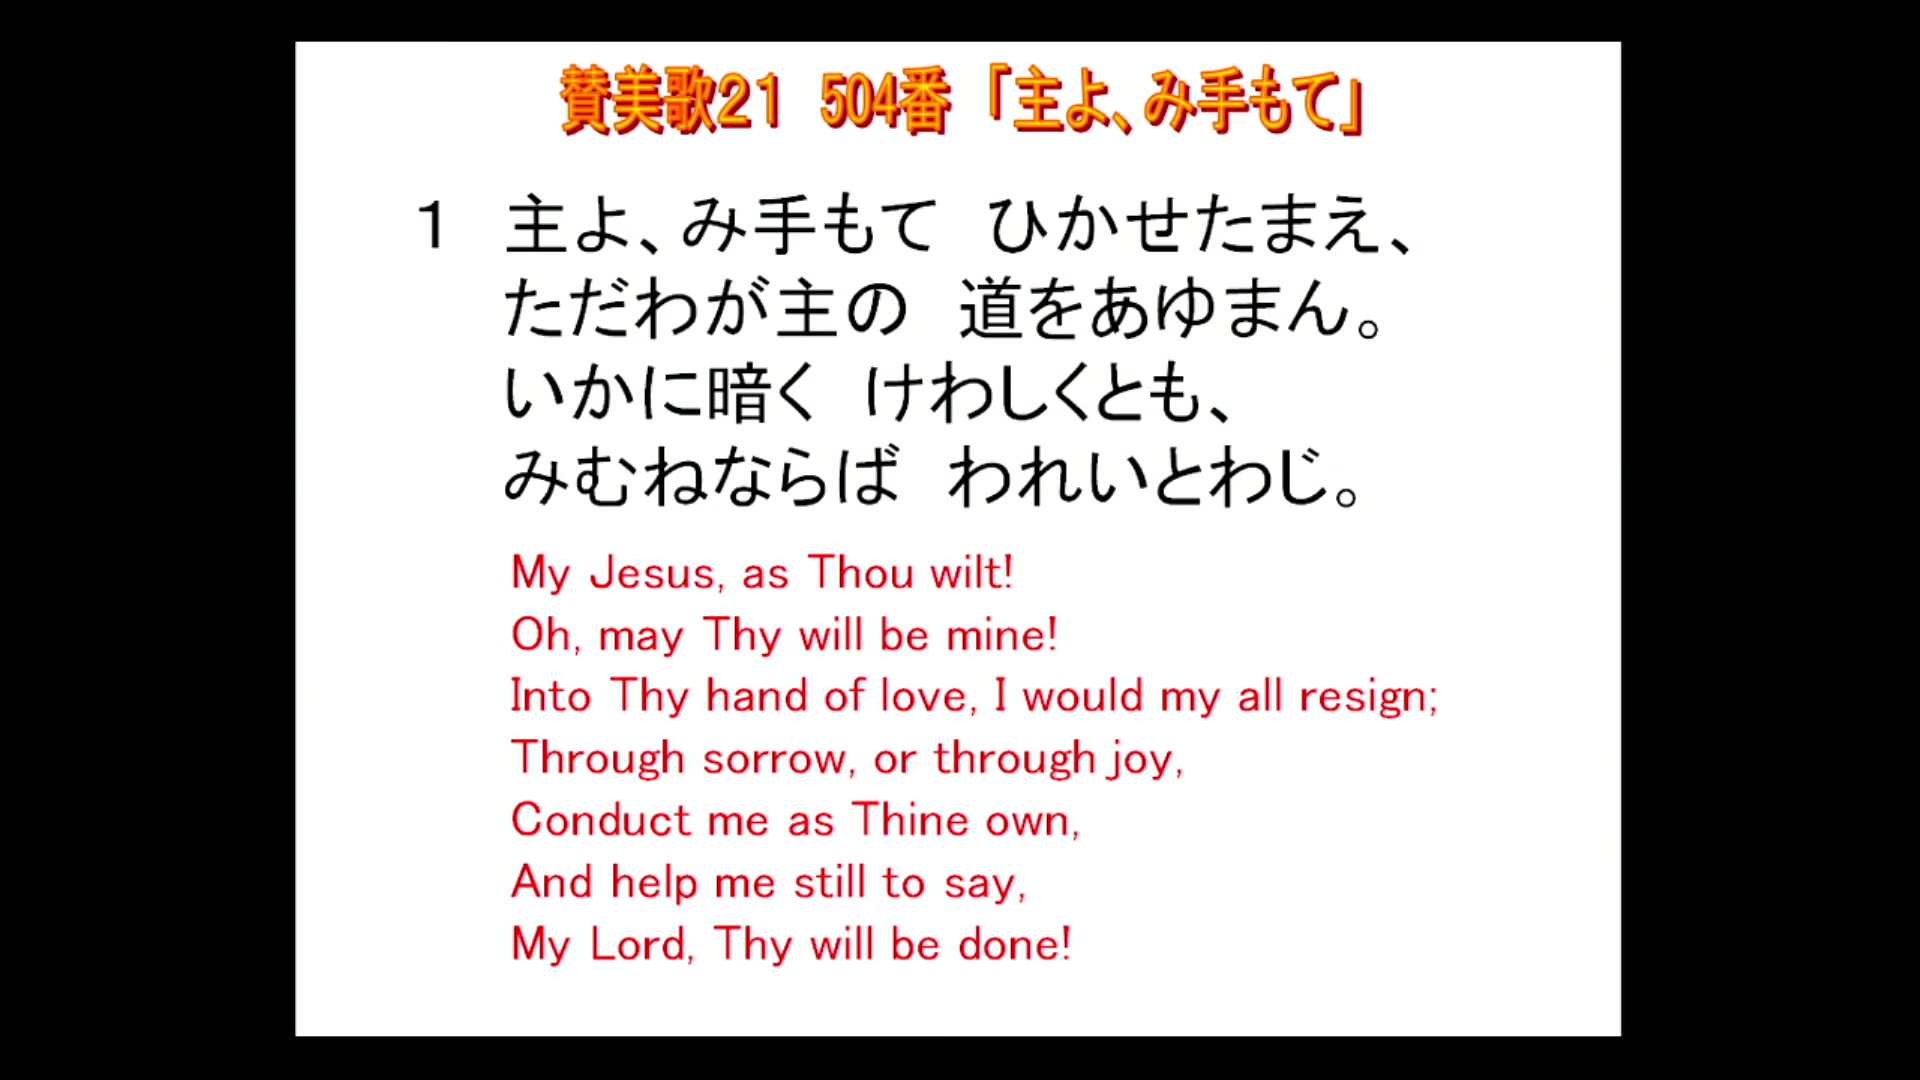 賛美歌21　504番「主よ、み手もて」
1　主よ、み手もて　ひかせたまえ、
ただわが主の　道をあゆまん。
いかに暗く　けわしくとも、
みむねならば　われいとわじ。
My Jesus, as Thou wilt!
Oh, may Thy will be mine!
Into Thy hand of love, I would my all resign;
Through sorrow, or through joy,
Conduct me as Thine own,
And help me still to say,
My Lord, Thy will be done!